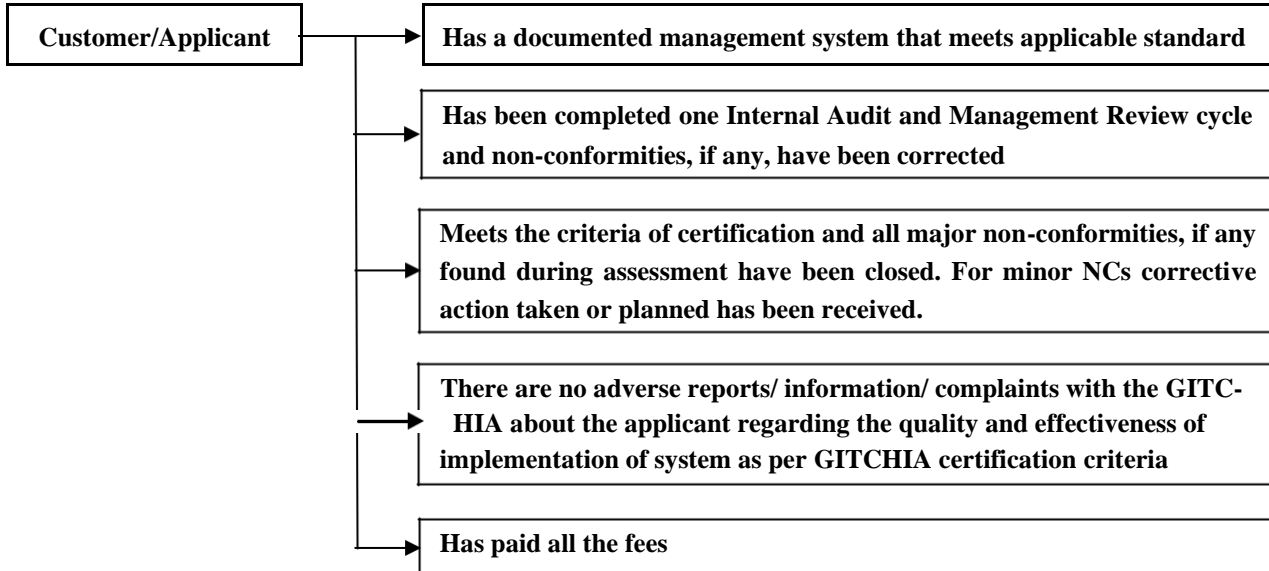 Customer/Applicant
Has a documented management system that meets applicable standard
Has been completed one Internal Audit and Management Review cycle
and non-conformities, if any, have been corrected
Meets the criteria of certification and all major non-conformities, if any
found during assessment have been closed. For minor NCs corrective
action taken or planned has been received.
There are no adverse reports/ information/ complaints with the GITC-
HIA about the applicant regarding the quality and effectiveness of
implementation of system as per GITCHIA certification criteria
Has paid all the fees